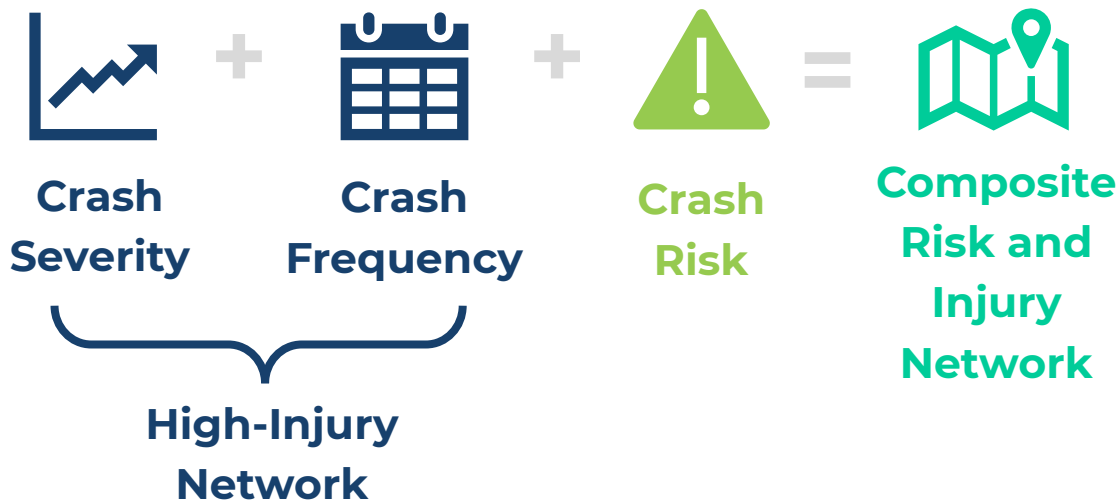 +
+
=
Crash
Severity
Crash
Frequency
Crash
Risk
Composite
Risk and
Injury
Network
High-Injury
Network